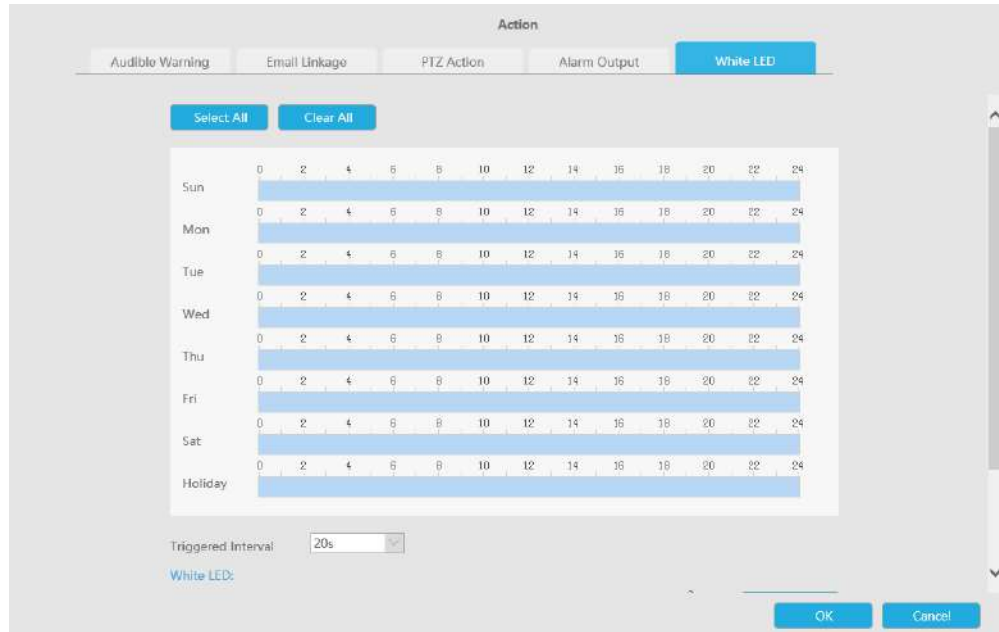 Action
Audible Warning Email Linkage PTZ Action Alarm Output White LED
Select All Clear All
0 2 4 6 8 10 12 14 16 18 20 22 24
Sun
0 2 4 6 8 10 12 14 16 18 20 22 24
Mon
0 2 4 6 8 10 12 14 16 18 20 22 24
Tue
0 2 4 6 8 10 12 14 16 18 20 22 24
Wed
0 2 4 6 8 10 12 14 16 18 20 22 24
Thu
0 2 4 6 8 10 12 14 16 18 20 22 24
Fri
0 2 4 6 8 10 12 14 16 18 20 22 24
Sat
0 2 4 6 8 10 12 14 16 18 20 22 24
Holiday
Triggered Interval 20s
White LED:
OK Cancel